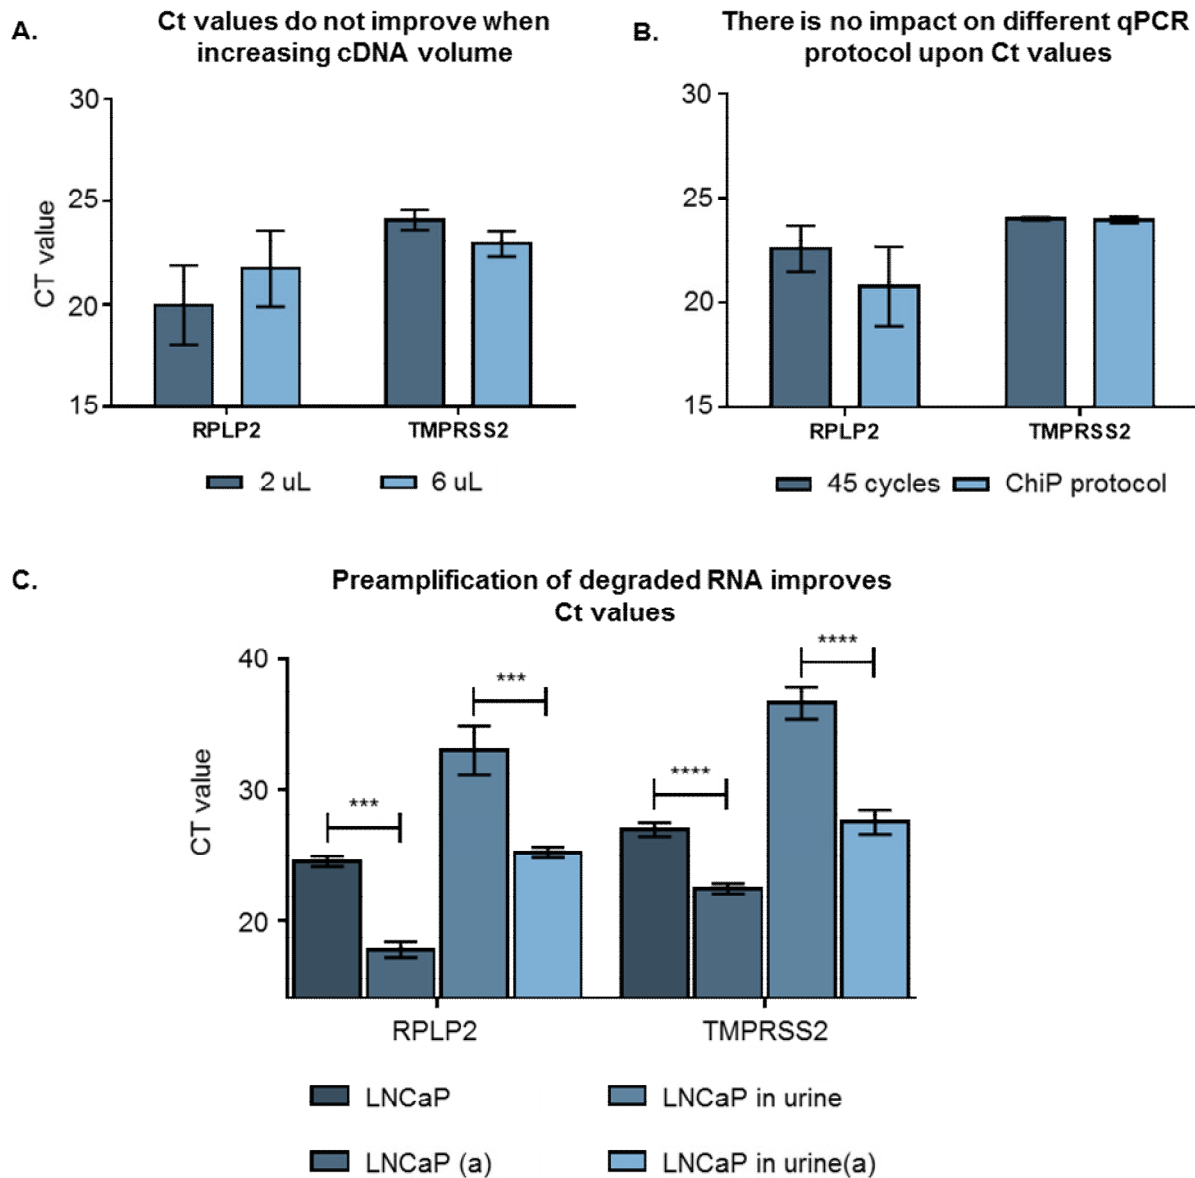 A.
Ct values do not improve when
increasing cDNA volume
30
25
20
15
CT value
RPLP2
TMPRSS2
2 uL
6 uL
B.
There is no impact on different qPCR
protocol upon Ct values
30
25
20
15
RPLP2
TMPRSS2
45 cycles
ChiP protocol
C.
Preamplification of degraded RNA improves
Ct values
40
30
20
CT value
***
***
****
****
RPLP2
TMPRSS2
LNCaP
LNCaP in urine
LNCaP (a)
LNCaP in urine(a)